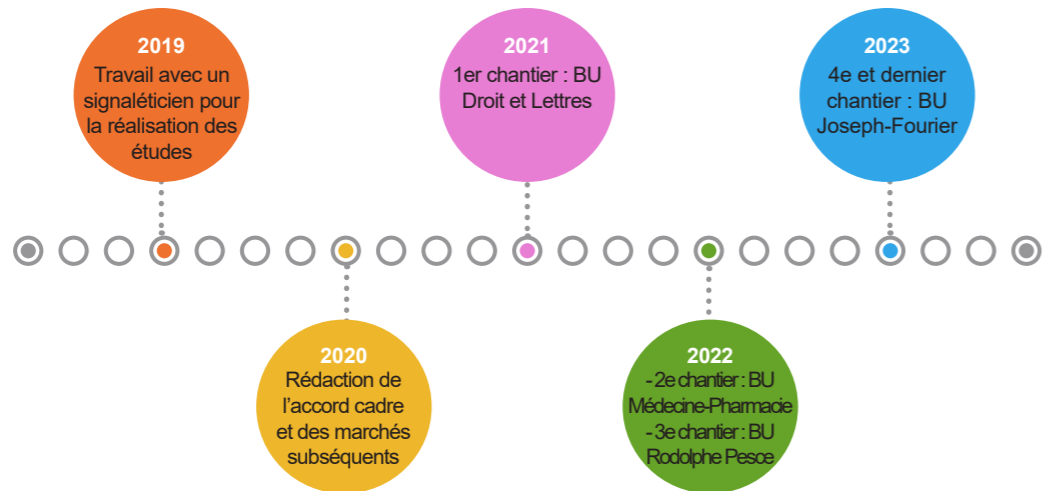 2019
Travail avec un
signaléticien pour
la réalisation des
études
2020
Rédaction de
l’accord cadre
et des marchés
subséquents
2021
1er chantier : BU
Droit et Lettres
2022
- 2e chantier : BU
Médecine-Pharmacie
- 3e chantier : BU
Rodolphe Pesce
2023
4e et dernier
chantier : BU
Joseph-Fourier